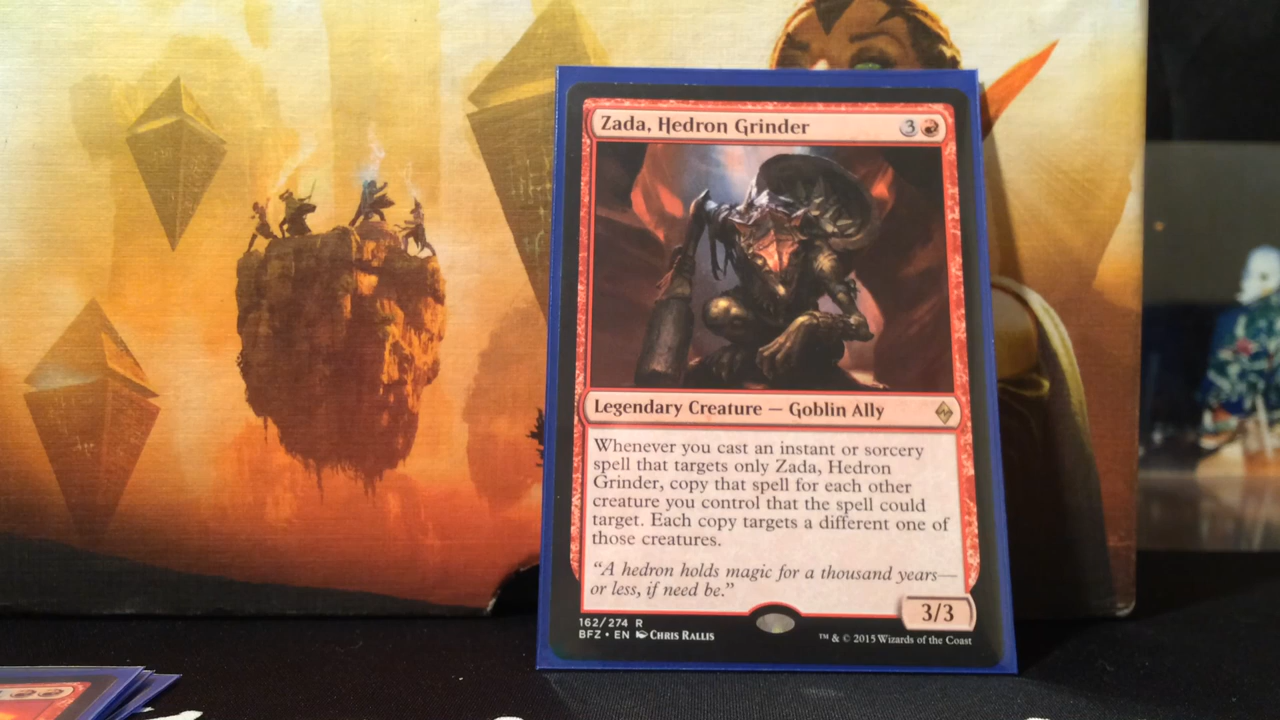 Zada, Hedron Grinder
3
Legendary Creature — Goblin Ally
Whenever you cast an instant or sorcery
spell that targets only Zada, Hedron
Grinder, copy that spell for each other
creature you control that the spell could
target. Each copy targets a different one of
those creatures.
“A hedron holds magic for a thousand years—
or less, if need be.”
3/3
162/274 R
BFZ • EN Chris Rallis
™ & © 2015 Wizards of the Coast